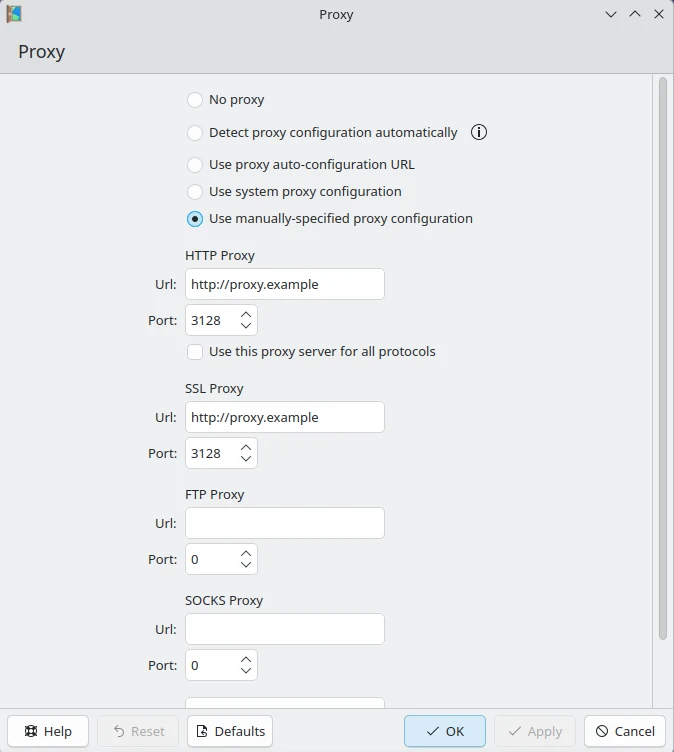 Proxy
Proxy
No proxy
Detect proxy configuration automatically
Use proxy auto-configuration URL
Use system proxy configuration
Use manually-specified proxy configuration
HTTP Proxy
Url: http://proxy.example
Port: 3128
Use this proxy server for all protocols
SSL Proxy
Url: http://proxy.example
Port: 3128
FTP Proxy
Url:
Port: 0
SOCKS Proxy
Url:
Port: 0
Help Reset Defaults OK Apply Cancel